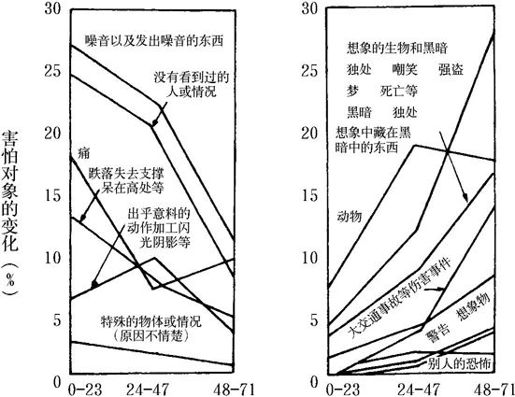 害怕对象的变化（%）
30
25
20
15
10
5
0
噪音以及发出噪音的东西
没有看到过的
人或情况
痛
跌落失去支撑
呆在高处等
出乎意料的
动作加工闪
光阴影等
特殊的物体或情况
(原因不情楚)
0-23
24-47
48-71
30
25
20
15
10
5
0
想象的生物和黑暗
独处 嘲笑 强盗
梦 死亡等
黑暗 独处
想象中藏在黑
暗中的东西
动物
大交通事故等伤害事件
警告 想象物
别人的恐怖
0-23
24-47
48-71